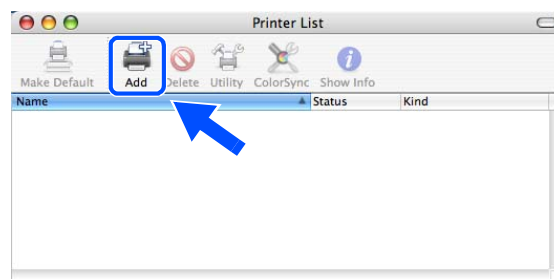 Printer List
Make Default Add Delete Utility ColorSync Show Info
Name Status Kind